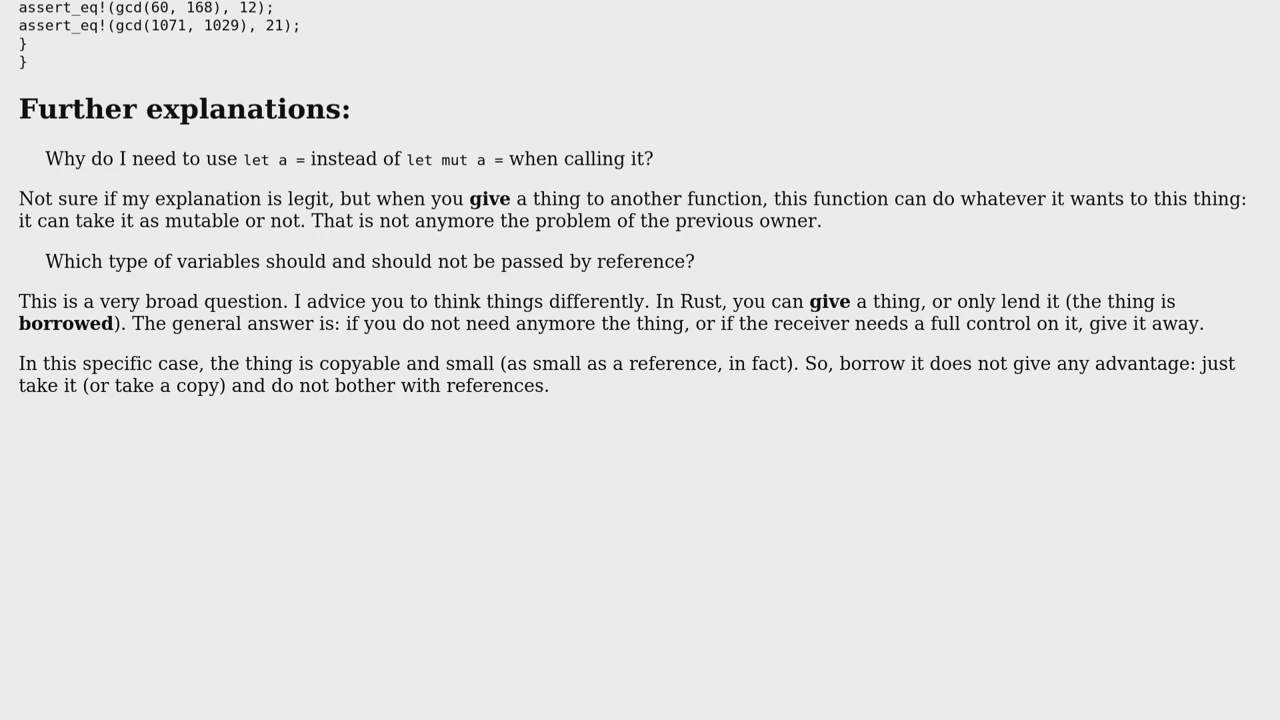 assert_eq!(gcd(60, 168), 12);
assert_eq!(gcd(1071, 1029), 21);
}
}
Further explanations:
Why do I need to use let a = instead of let mut a = when calling it?
Not sure if my explanation is legit, but when you give a thing to another function, this function can do whatever it wants to this thing:
it can take it as mutable or not. That is not anymore the problem of the previous owner.
Which type of variables should and should not be passed by reference?
This is a very broad question. I advice you to think things differently. In Rust, you can give a thing, or only lend it (the thing is
borrowed). The general answer is: if you do not need anymore the thing, or if the receiver needs a full control on it, give it away.
In this specific case, the thing is copyable and small (as small as a reference, in fact). So, borrow it does not give any advantage: just
take it (or take a copy) and do not bother with references.